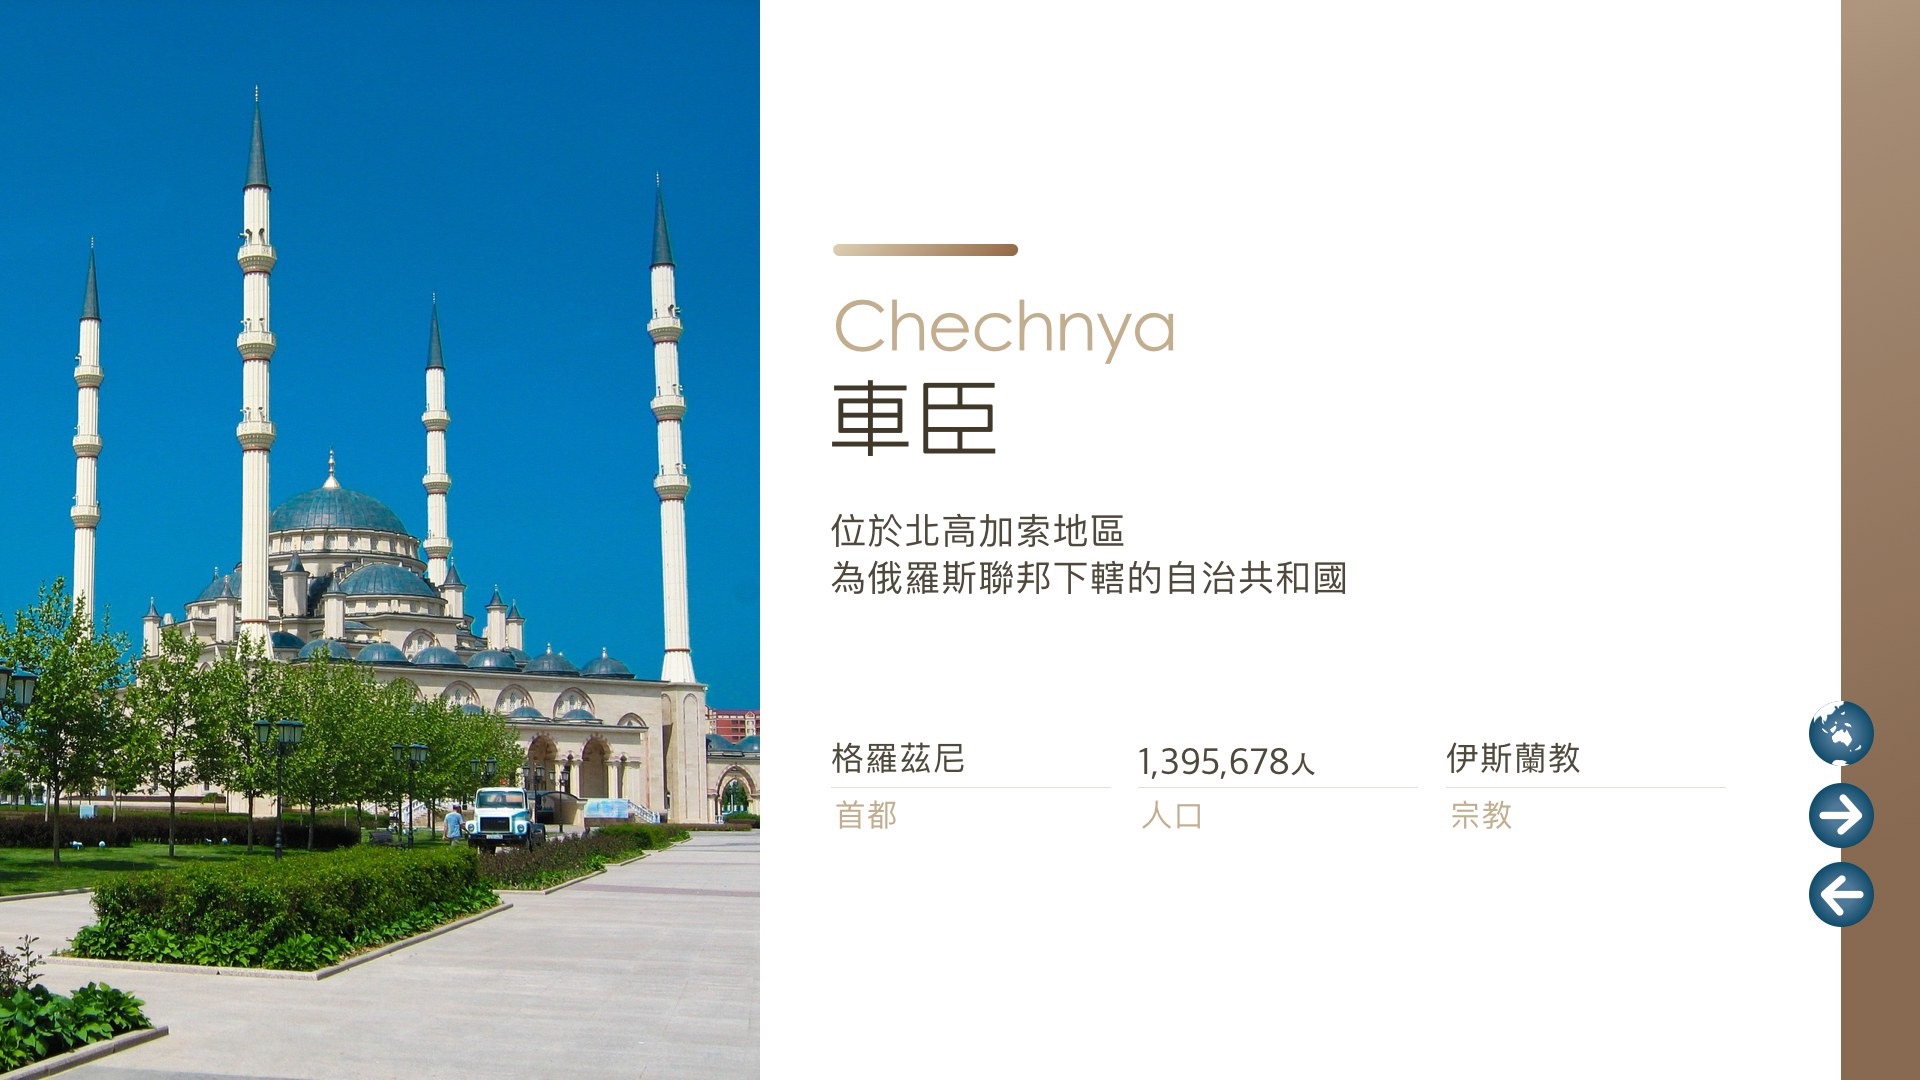 Chechnya
車臣
位於北高加索地區
為俄羅斯聯邦下轄的自治共和國
格羅茲尼
首都
1,395,678人
人口
伊斯蘭教
宗教